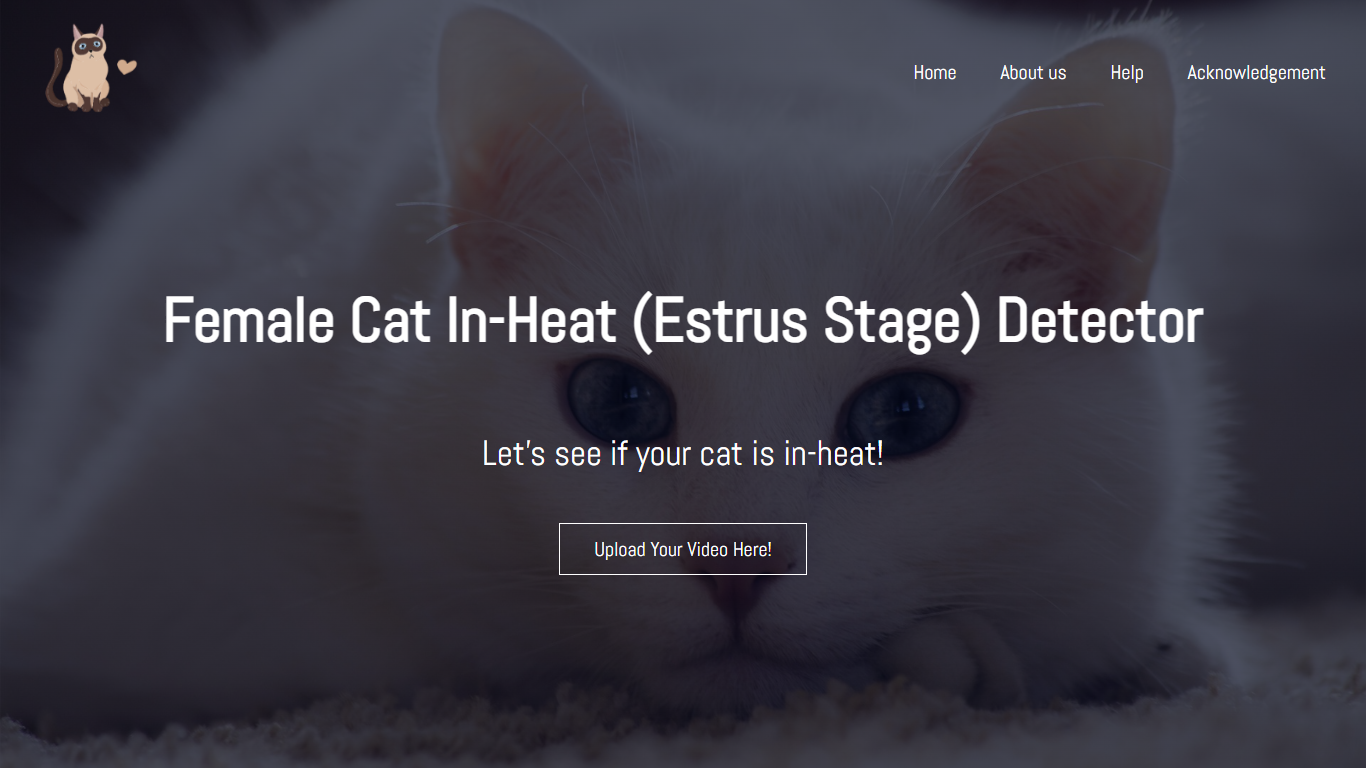 Home
About us
Help
Acknowledgement
Female Cat In-Heat (Estrus Stage) Detector
Let's see if your cat is in-heat!
Upload Your Video Here!